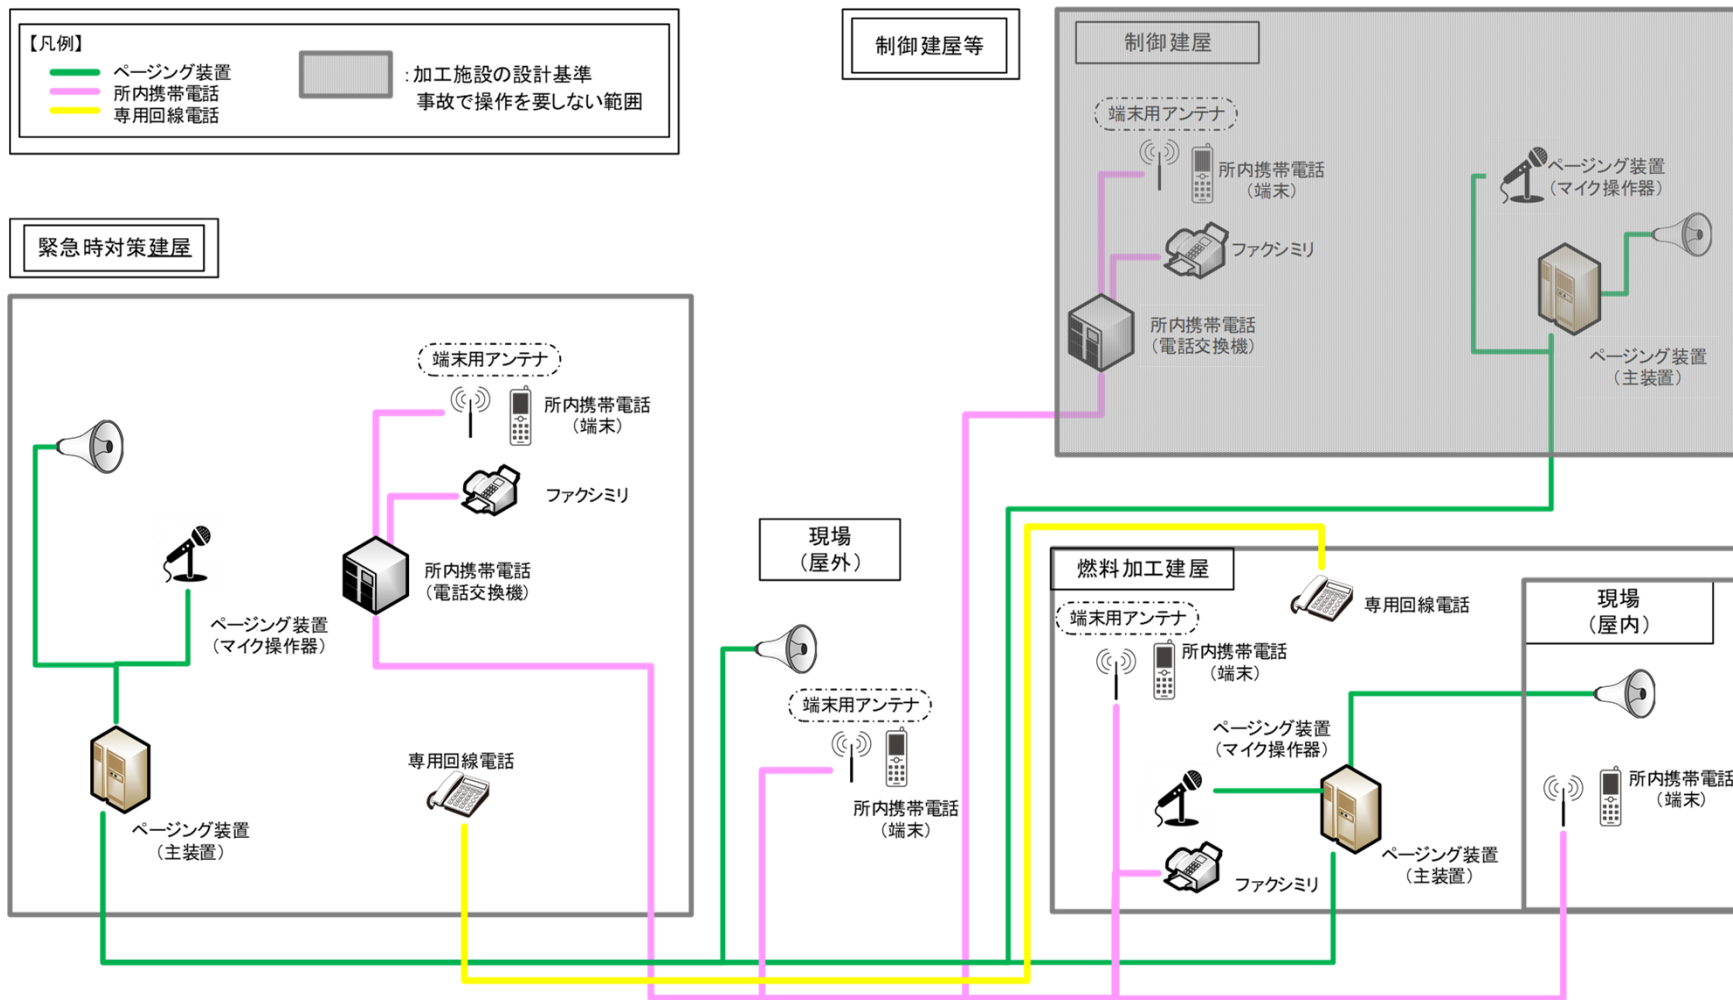 【凡例】
ページング装置
所内携帯電話
専用回線電話
:加工施設の設計基準
事故で操作を要しない範囲
制御建屋等
制御建屋
端末用アンテナ
所内携帯電話
(端末)
ファクシミリ
所内携帯電話
(電話交換機)
ページング装置
(マイク操作器)
ページング装置
(主装置)
緊急時対策建屋
端末用アンテナ
所内携帯電話
(端末)
ファクシミリ
所内携帯電話
(電話交換機)
ページング装置
(マイク操作器)
ページング装置
(主装置)
専用回線電話
現場
(屋外)
端末用アンテナ
所内携帯電話
(端末)
燃料加工建屋
専用回線電話
端末用アンテナ
所内携帯電話
(端末)
ページング装置
(マイク操作器)
ファクシミリ
ページング装置
(主装置)
現場
(屋内)
所内携帯電話
(端末)